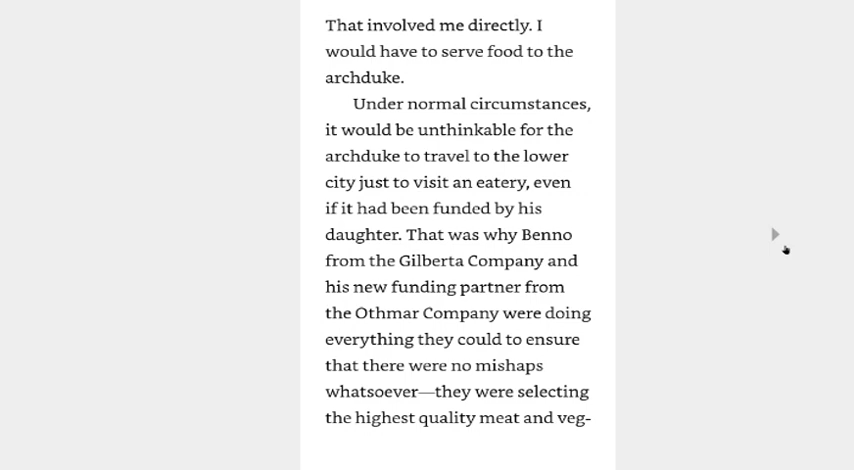 That involved me directly. I
would have to serve food to the
archduke.
Under normal circumstances,
it would be unthinkable for the
archduke to travel to the lower
city just to visit an eatery, even
if it had been funded by his
daughter. That was why Benno
from the Gilberta Company and
his new funding partner from
the Othmar Company were doing
everything they could to ensure
that there were no mishaps
whatsoever—they were selecting
the highest quality meat and veg-